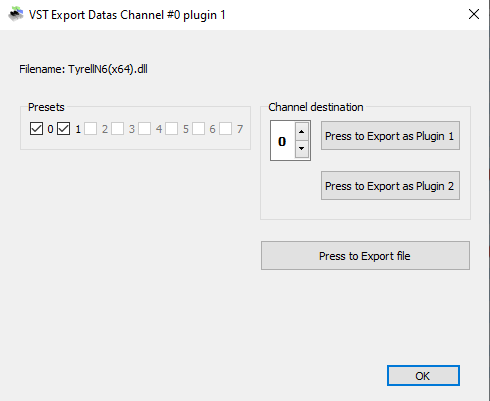 VST Export Datas Channel #0 plugin 1
Filename: TyrellN6(x64).dll
Presets
0 1 2 3 4 5 6 7
Channel destination
0
Press to Export as Plugin 1
Press to Export as Plugin 2
Press to Export file
OK